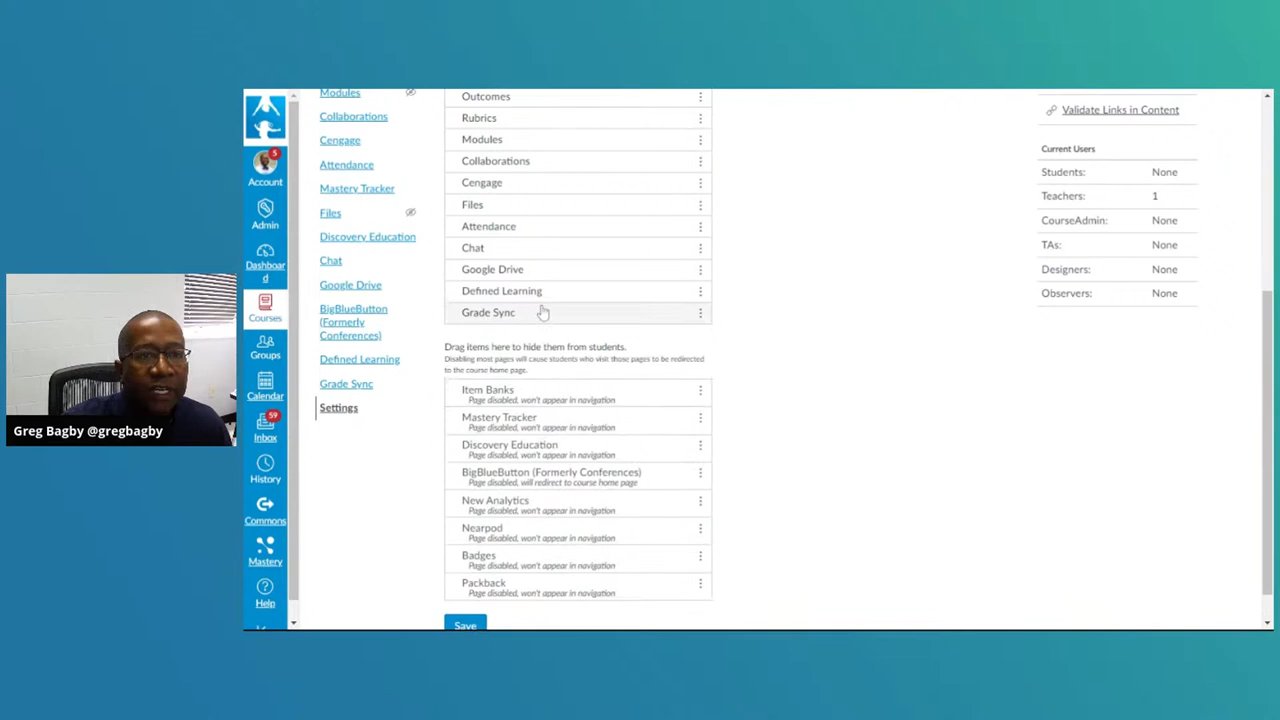 5
Account
Admin
Dashboar
d
Courses
Groups
Calendar
59
Inbox
History
Commons
Mastery
Help
Modules
Collaborations
Cengage
Attendance
Mastery Tracker
Files
Discovery Education
Chat
Google Drive
BigBlueButton
(Formerly
Conferences)
Defined Learning
Grade Sync
Settings
Outcomes
Rubrics
Modules
Collaborations
Cengage
Files
Attendance
Chat
Google Drive
Defined Learning
Grade Sync
Drag items here to hide them from students.
Disabling most pages will cause students who visit those pages to be redirected
to the course home page.
Item Banks
Page disabled, won't appear in navigation
Mastery Tracker
Page disabled, won't appear in navigation
Discovery Education
Page disabled, won't appear in navigation
BigBlueButton (Formerly Conferences)
Page disabled, will redirect to course home page
New Analytics
Page disabled, won't appear in navigation
Nearpod
Page disabled, won't appear in navigation
Badges
Page disabled, won't appear in navigation
Packback
Page disabled, won't appear in navigation
Save
Validate Links in Content
Current Users
Students: None
Teachers: 1
CourseAdmin: None
TAs: None
Designers: None
Observers: None
Greg Bagby @gregbagby